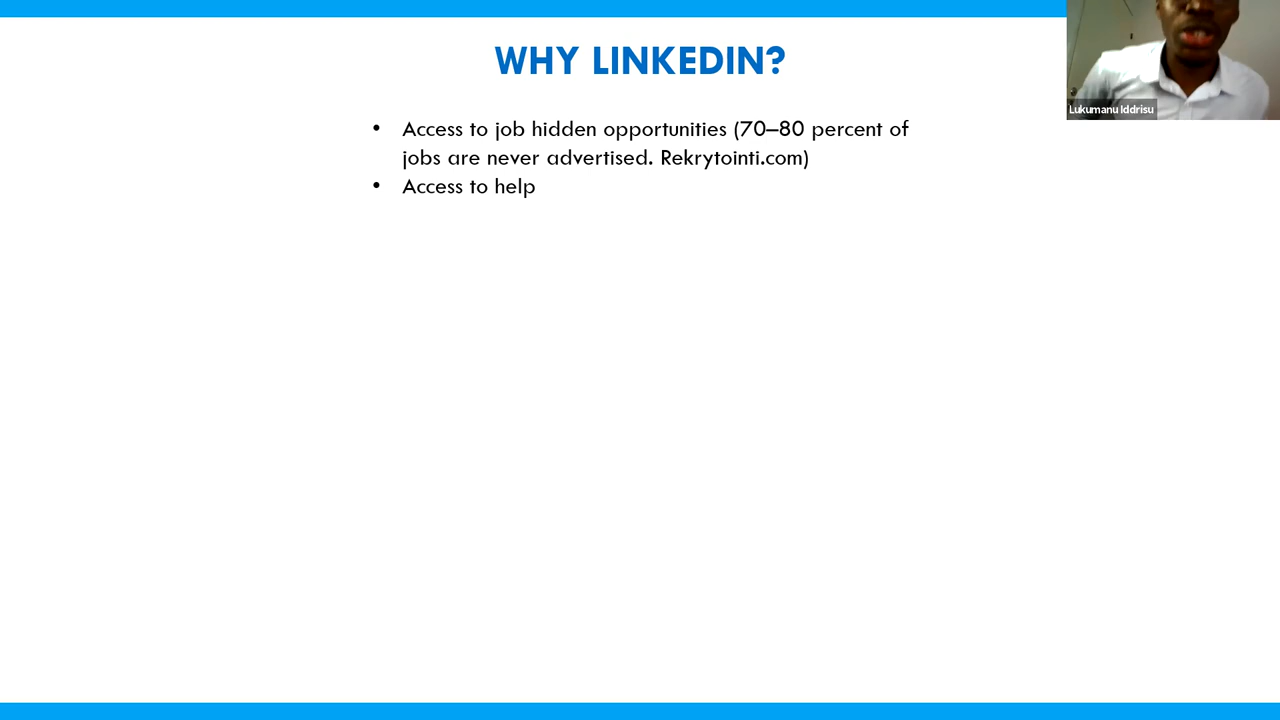 WHY LINKEDIN?
• Access to job hidden opportunities (70–80 percent of
jobs are never advertised. Rekrytointi.com)
• Access to help
Lukumanu Iddrisu